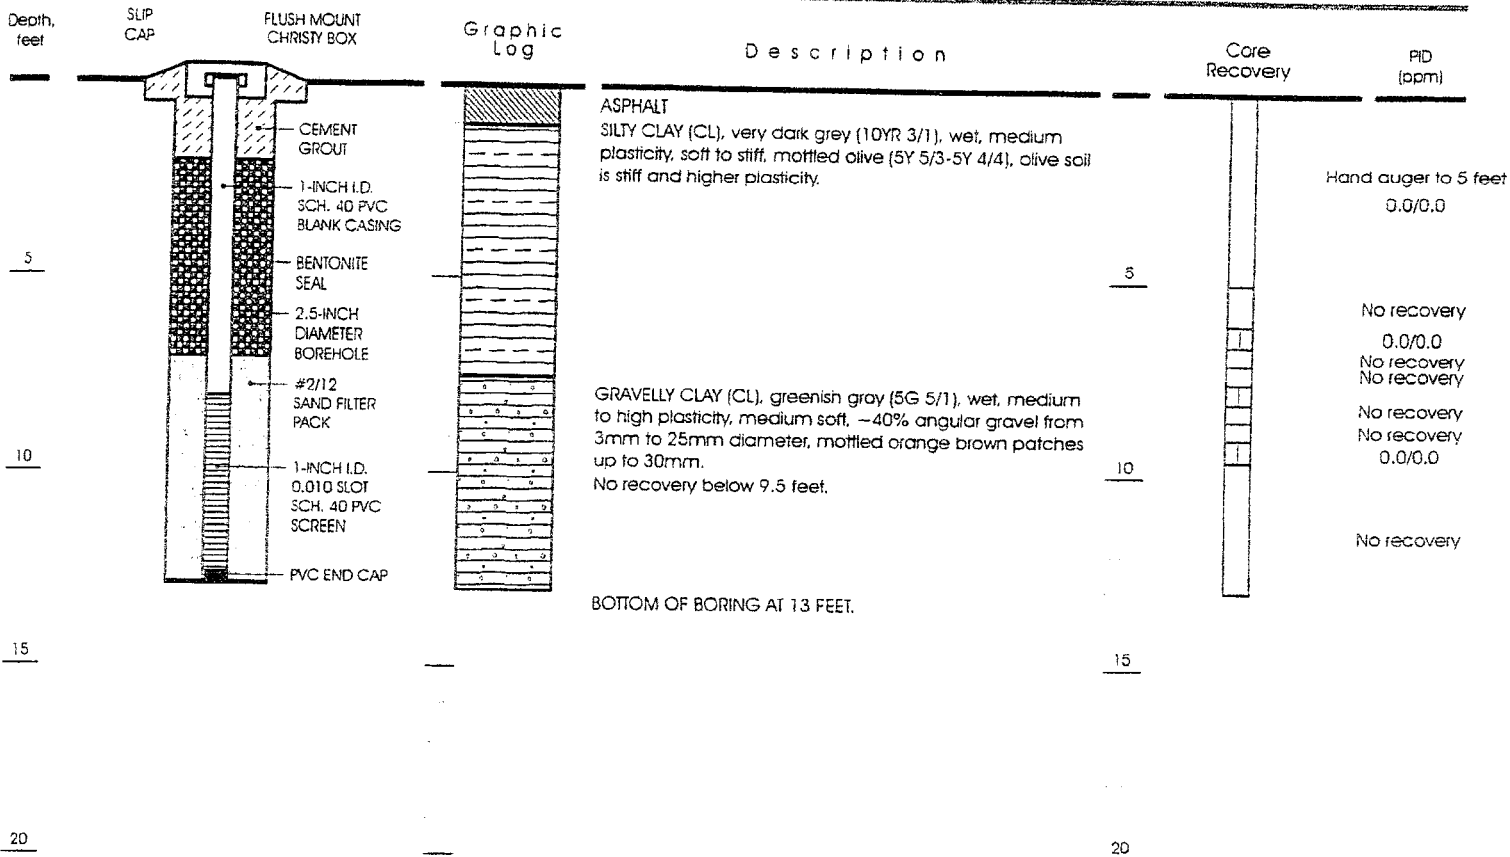 Depth,
feet
SLIP
CAP
FLUSH MOUNT
CHRISTY BOX
Graphic
Log
Description
Core
Recovery
PID
(ppm)
CEMENT
GROUT
1-INCH I.D.
SCH. 40 PVC
BLANK CASING
BENTONITE
SEAL
2.5-INCH
DIAMETER
BOREHOLE
#2/12
SAND FILTER
PACK
1-INCH I.D.
0.010 SLOT
SCH. 40 PVC
SCREEN
PVC END CAP
5
10
15
20
ASPHALT
SILTY CLAY (CL), very dark grey (10YR 3/1), wet, medium
plasticity, soft to stiff, mottled olive (5Y 5/3-5Y 4/4), olive soil
is stiff and higher plasticity.
GRAVELLY CLAY (CL), greenish gray (5G 5/1), wet, medium
to high plasticity, medium soft, ~40% angular gravel from
3mm to 25mm diameter, mottled orange brown patches
up to 30mm.
No recovery below 9.5 feet.
BOTTOM OF BORING AT 13 FEET.
5
10
15
20
Hand auger to 5 feet
0.0/0.0
No recovery
0.0/0.0
No recovery
No recovery
No recovery
No recovery
0.0/0.0
No recovery